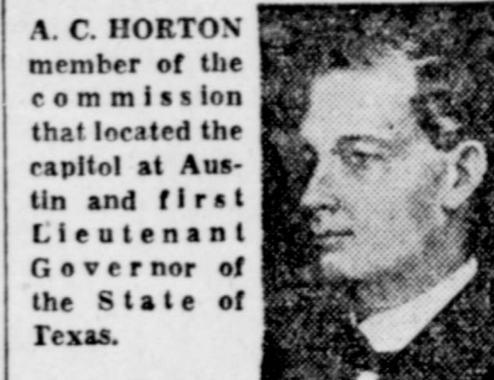 A. C. HORTON
member of the
commission
that located the
capitol at Aus-
tin and first
Lieutenant
Governor of
the State of
Texas.